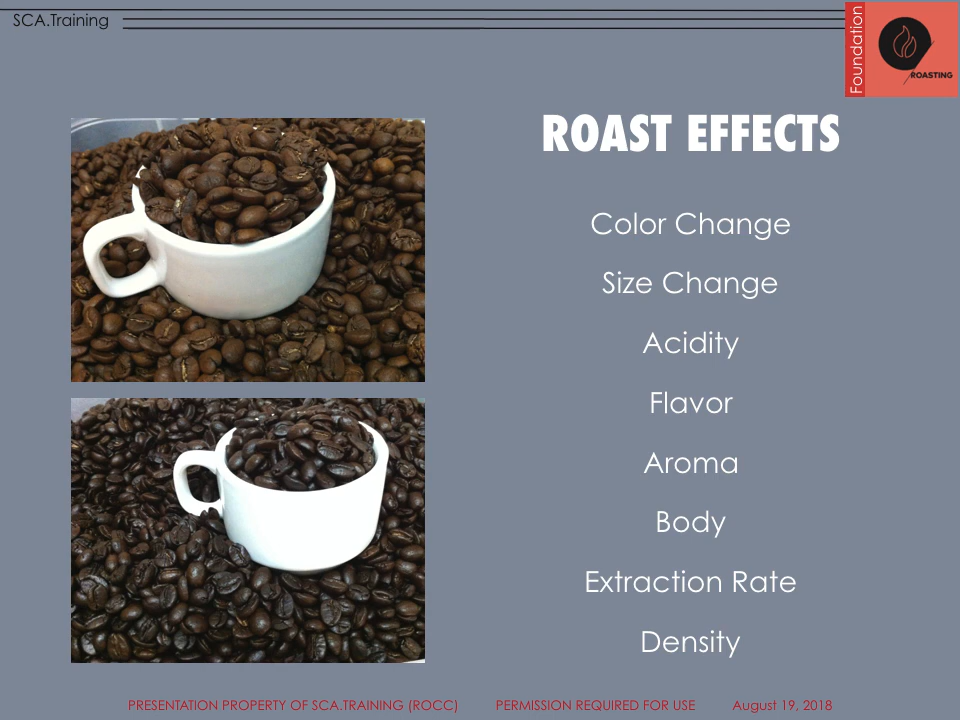 SCA.Training
Foundation
ROASTING
ROAST EFFECTS
Color Change
Size Change
Acidity
Flavor
Aroma
Body
Extraction Rate
Density
PRESENTATION PROPERTY OF SCA.TRAINING (ROCC) PERMISSION REQUIRED FOR USE August 19, 2018